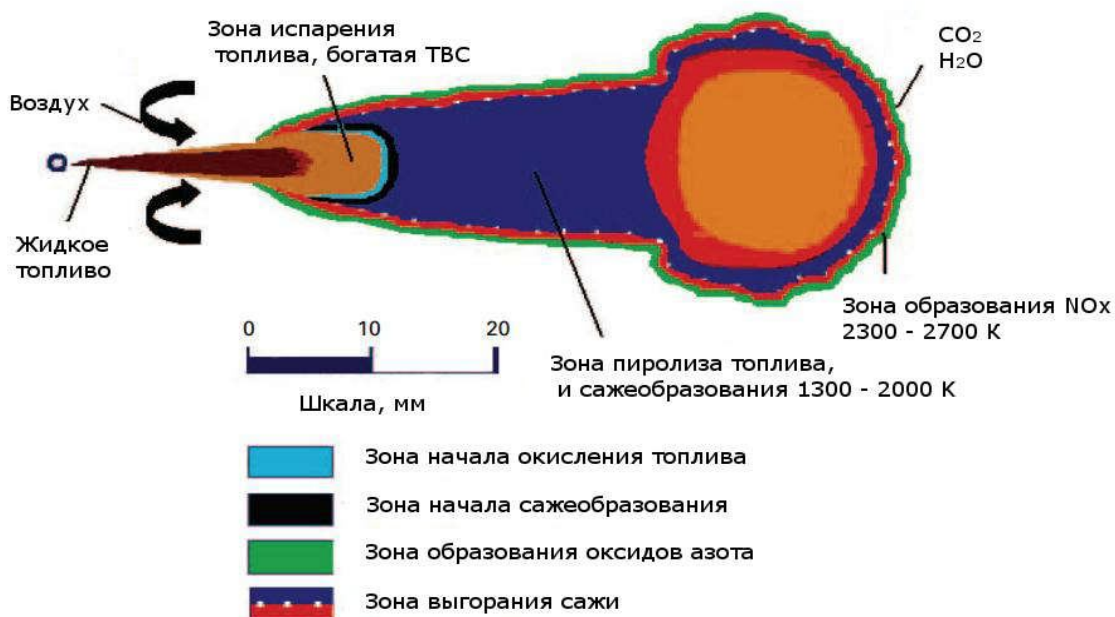 Зона испарения
топлива, богатая ТВС
CO₂
H₂O
Воздух
Жидкое
топливо
Зона образования NOx
2300 - 2700 K
0 10 20
Шкала, мм
Зона пиролиза топлива,
и сажеобразования 1300 - 2000 K
Зона начала окисления топлива
Зона начала сажеобразования
Зона образования оксидов азота
Зона выгорания сажи